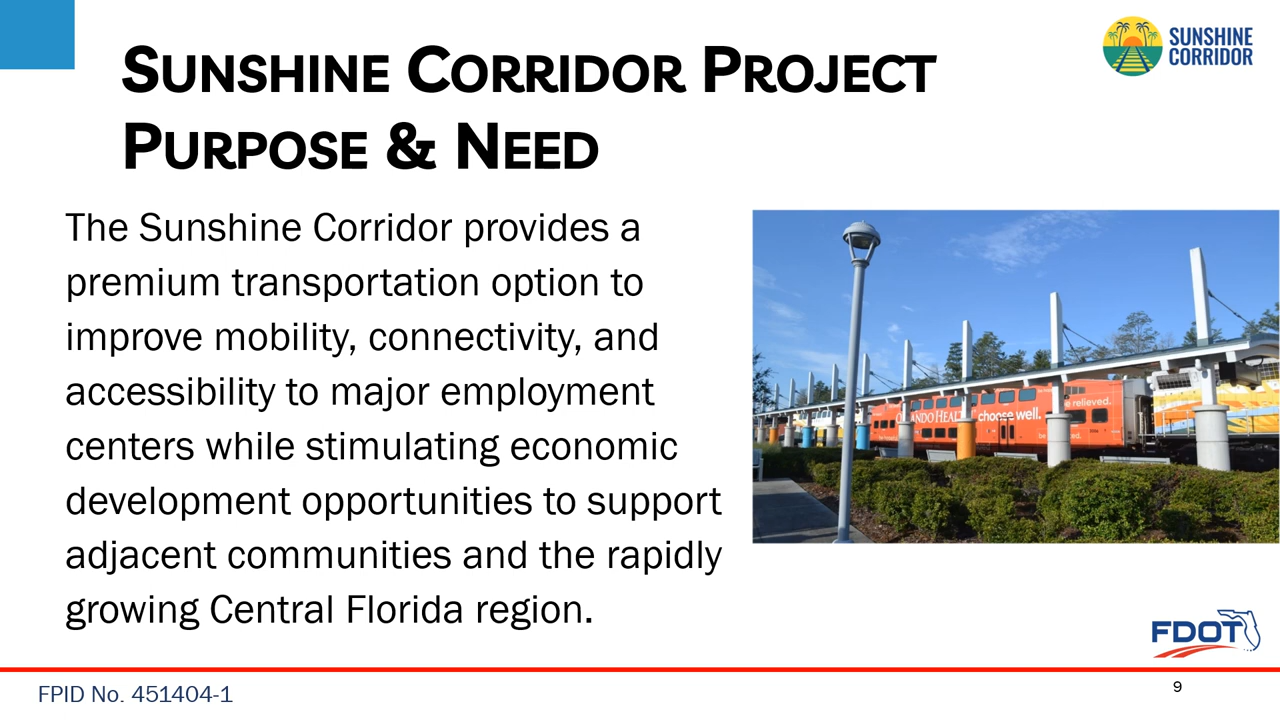 SUNSHINE CORRIDOR PROJECT
PURPOSE & NEED
SUNSHINE
CORRIDOR
The Sunshine Corridor provides a
premium transportation option to
improve mobility, connectivity, and
accessibility to major employment
centers while stimulating economic
development opportunities to support
adjacent communities and the rapidly
growing Central Florida region.
ORLANDO HEALTH choose well.
be relieved.
FDOT
FPID No. 451404-1
9